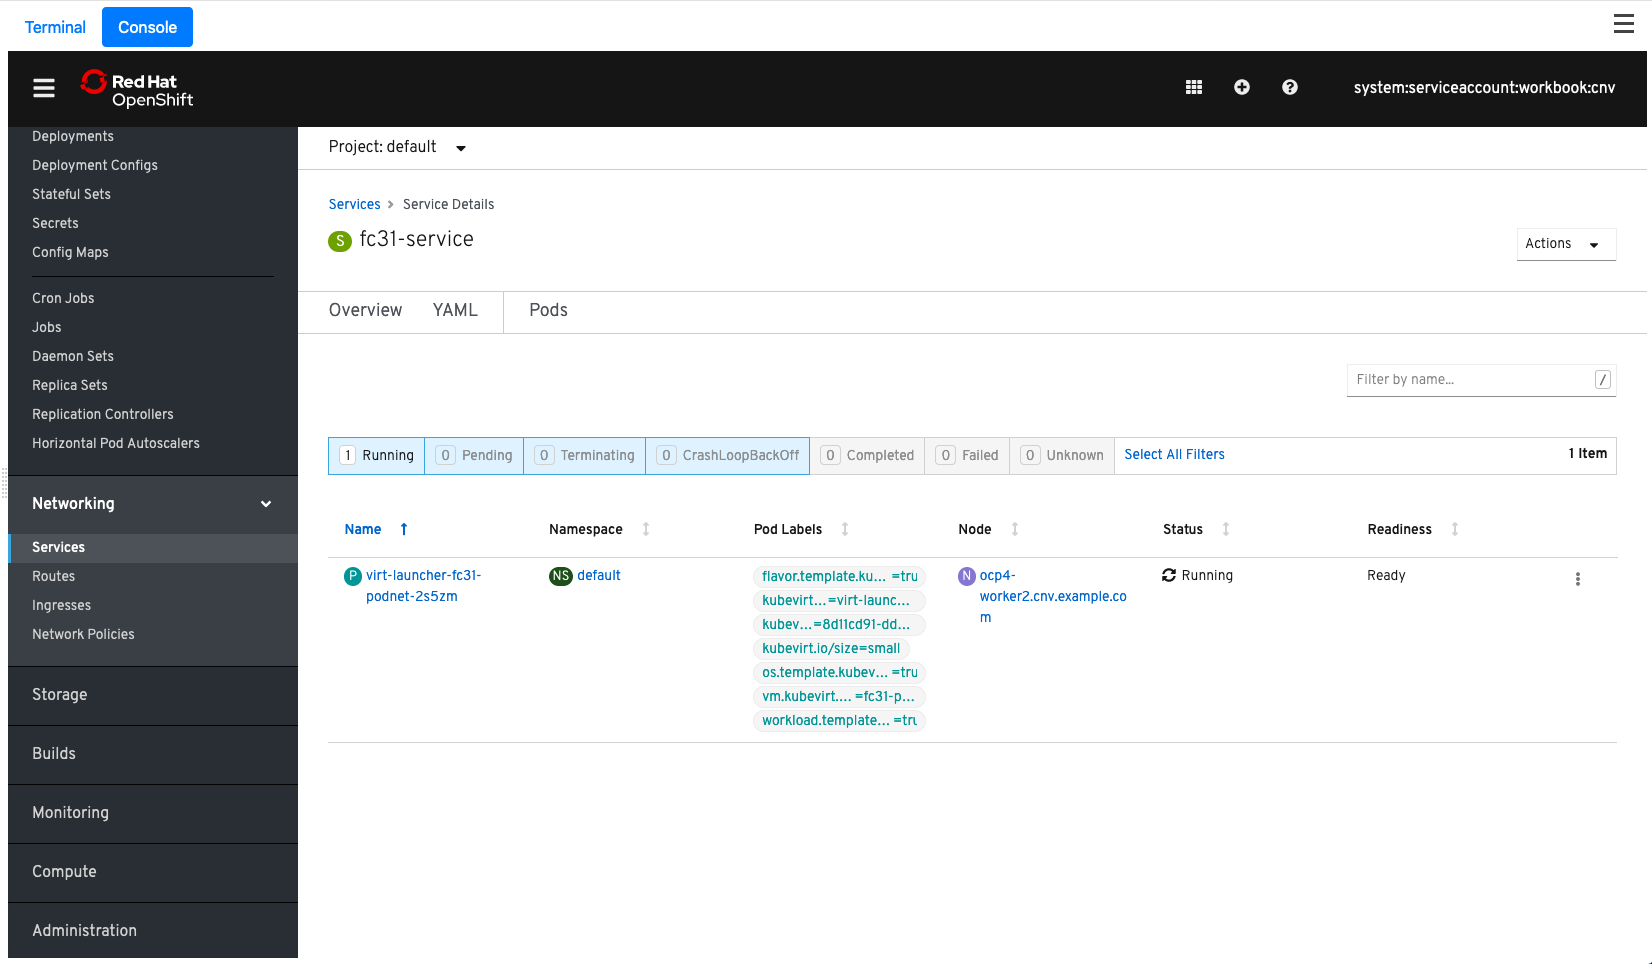 Terminal
Console
Red Hat
OpenShift
system:serviceaccount:workbook:cnv
Deployments
Deployment Configs
Stateful Sets
Secrets
Config Maps
Cron Jobs
Jobs
Daemon Sets
Replica Sets
Replication Controllers
Horizontal Pod Autoscalers
Networking
Services
Routes
Ingresses
Network Policies
Storage
Builds
Monitoring
Compute
Administration
Project: default
Services > Service Details
S fc31-service
Actions
Overview YAML Pods
Filter by name... /
1 Running 0 Pending 0 Terminating 0 CrashLoopBackOff 0 Completed 0 Failed 0 Unknown Select All Filters 1 Item
Name Namespace Pod Labels Node Status Readiness
P virt-launcher-fc31-
podnet-2s5zm
NS default
flavor.template.ku... =tru
kubevirt...=virt-launc...
kubev...=8d11cd91-dd...
kubevirt.io/size=small
os.template.kubev... =tru
vm.kubevirt.... =fc31-p...
workload.template... =tru
N ocp4-
worker2.cnv.example.co
m
Running
Ready